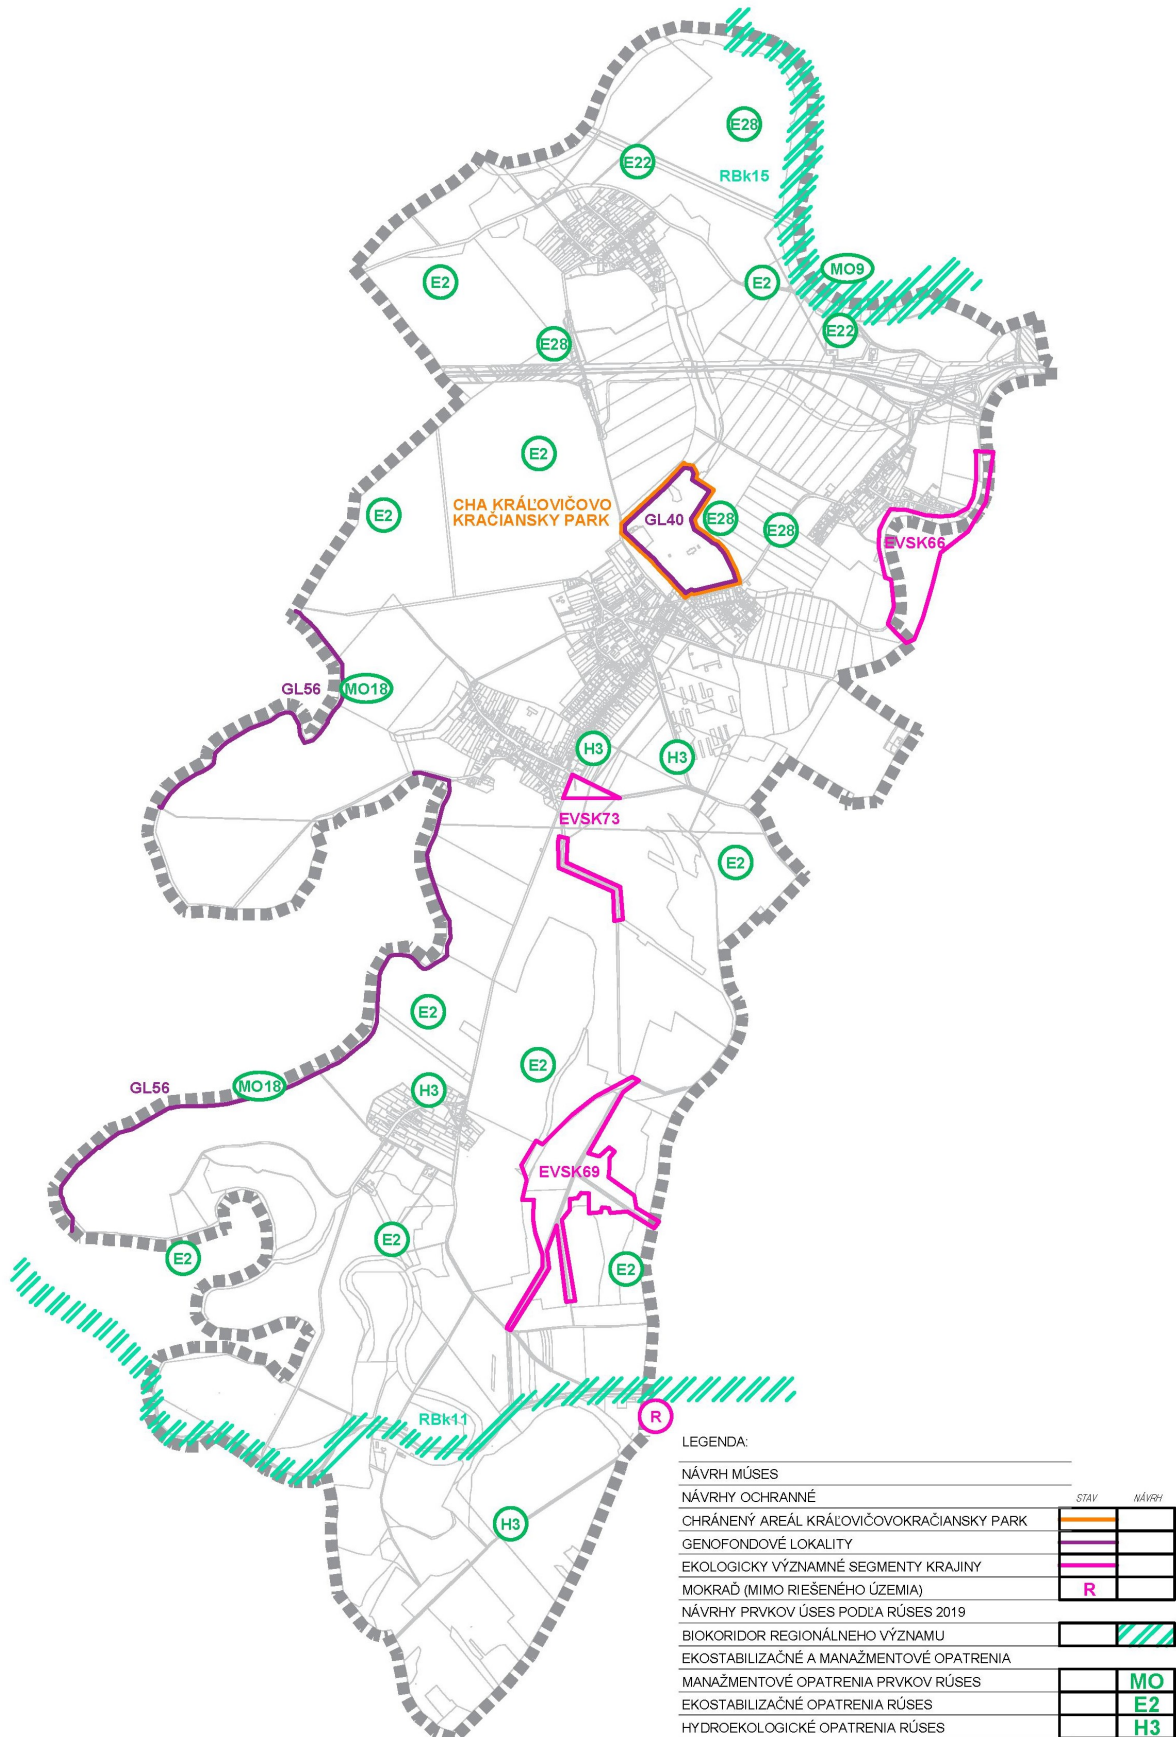 E28
E22
RBk15
MO9
E2
E2
E22
E28
E2
CHA KRÁĽOVIČOVO
KRAČIANSKY PARK
E2
GL40
E28
E28
EVSK66
GL56
MO18
H3
H3
EVSK73
E2
E2
E2
GL56
MO18
H3
EVSK69
E2
E2
E2
RBk11
R
H3
LEGENDA:
NÁVRH MÚSES
NÁVRHY OCHRANNÉ STAV NÁVRH
CHRÁNENÝ AREÁL KRÁĽOVIČOVOKRAČIANSKY PARK
GENOFONDOVÉ LOKALITY
EKOLOGICKY VÝZNAMNÉ SEGMENTY KRAJINY
MOKRAĎ (MIMO RIEŠENÉHO ÚZEMIA) R
NÁVRHY PRVKOV ÚSES PODĽA RÚSES 2019
BIOKORIDOR REGIONÁLNEHO VÝZNAMU
EKOSTABILIZAČNÉ A MANAŽMENTOVÉ OPATRENIA
MANAŽMENTOVÉ OPATRENIA PRVKOV RÚSES MO
EKOSTABILIZAČNÉ OPATRENIA RÚSES E2
HYDROEKOLOGICKÉ OPATRENIA RÚSES H3